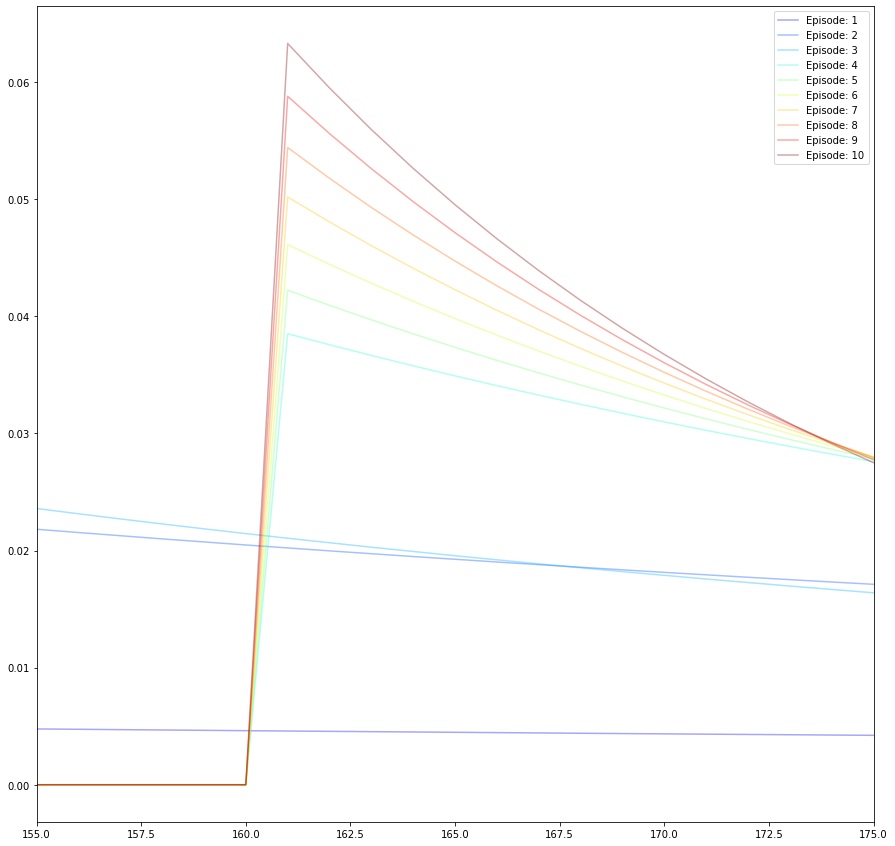 Episode: 1
Episode: 2
Episode: 3
Episode: 4
Episode: 5
Episode: 6
Episode: 7
Episode: 8
Episode: 9
Episode: 10
0.06
0.05
0.04
0.03
0.02
0.01
0.00
155.0 157.5 160.0 162.5 165.0 167.5 170.0 172.5 175.0